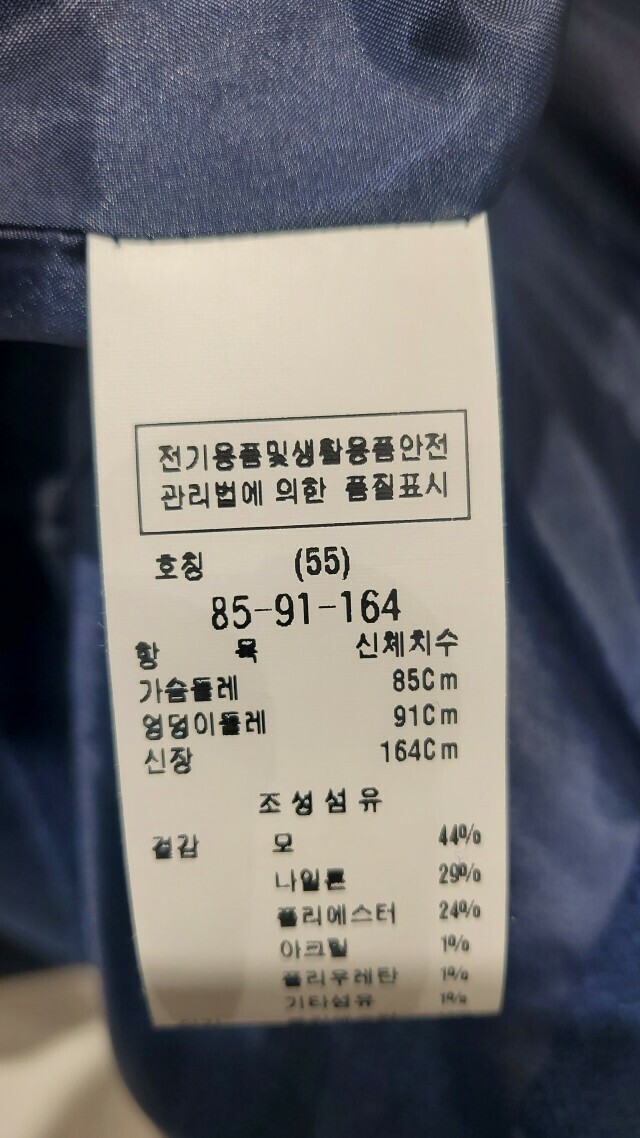 전기용품및생활용품안전
관리법에 의한 품질표시
호칭 (55)
85-91-164
항 목 신체치수
가슴둘레 85Cm
엉덩이둘레 91Cm
신장 164Cm
조성섬유
겉감 모 44%
나일론 29%
폴리에스터 24%
아크릴 1%
폴리우레탄 1%
기타섬유 1%